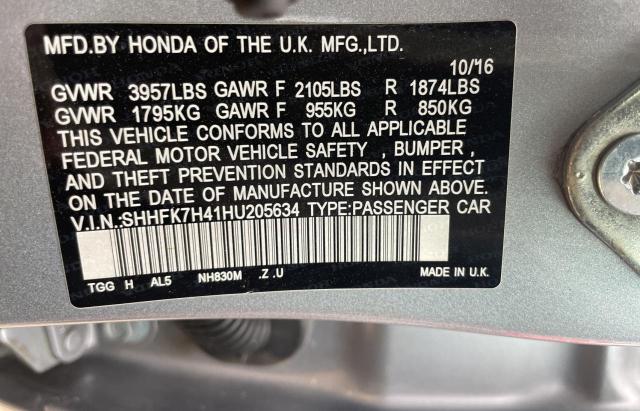 MFD.BY HONDA OF THE U.K. MFG.,LTD.
10/16
GVWR 3957LBS GAWR F 2105LBS R 1874LBS
GVWR 1795KG GAWR F 955KG R 850KG
THIS VEHICLE CONFORMS TO ALL APPLICABLE
FEDERAL MOTOR VEHICLE SAFETY , BUMPER ,
AND THEFT PREVENTION STANDARDS IN EFFECT
ON THE DATE OF MANUFACTURE SHOWN ABOVE.
V.I.N.:SHHFK7H41HU205634 TYPE:PASSENGER CAR
TGG H AL5 NH830M .Z .U MADE IN U.K.